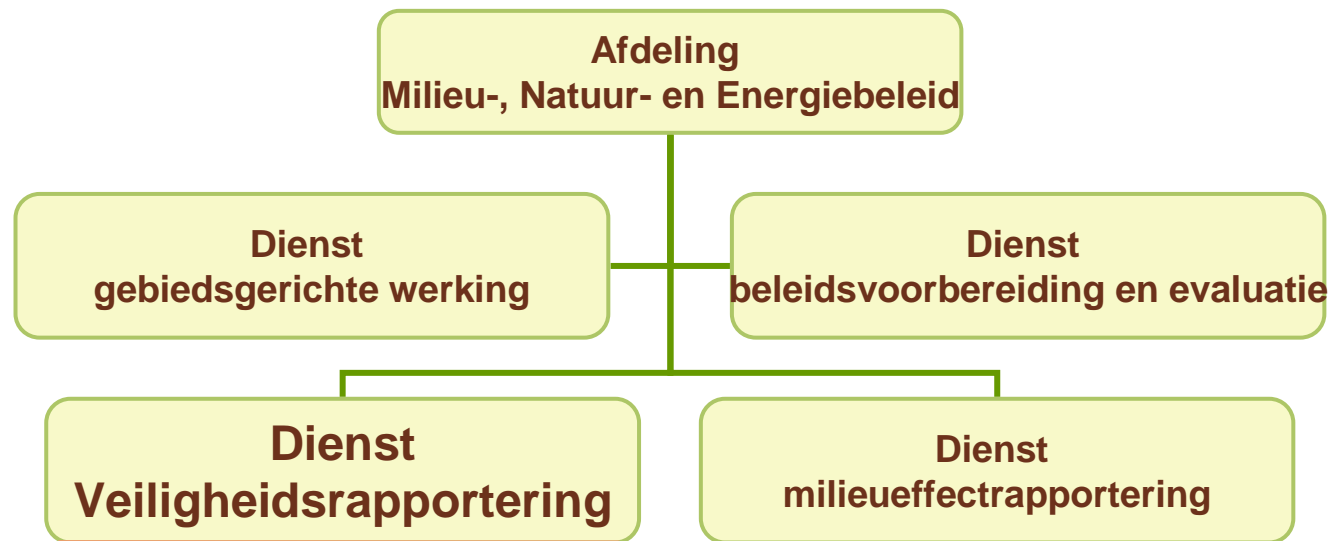 Afdeling
Milieu-, Natuur- en Energiebeleid
Dienst
gebiedsgerichte werking
Dienst
beleidsvoorbereiding en evaluatie
Dienst
Veiligheidsrapportering
Dienst
milieueffectrapportering